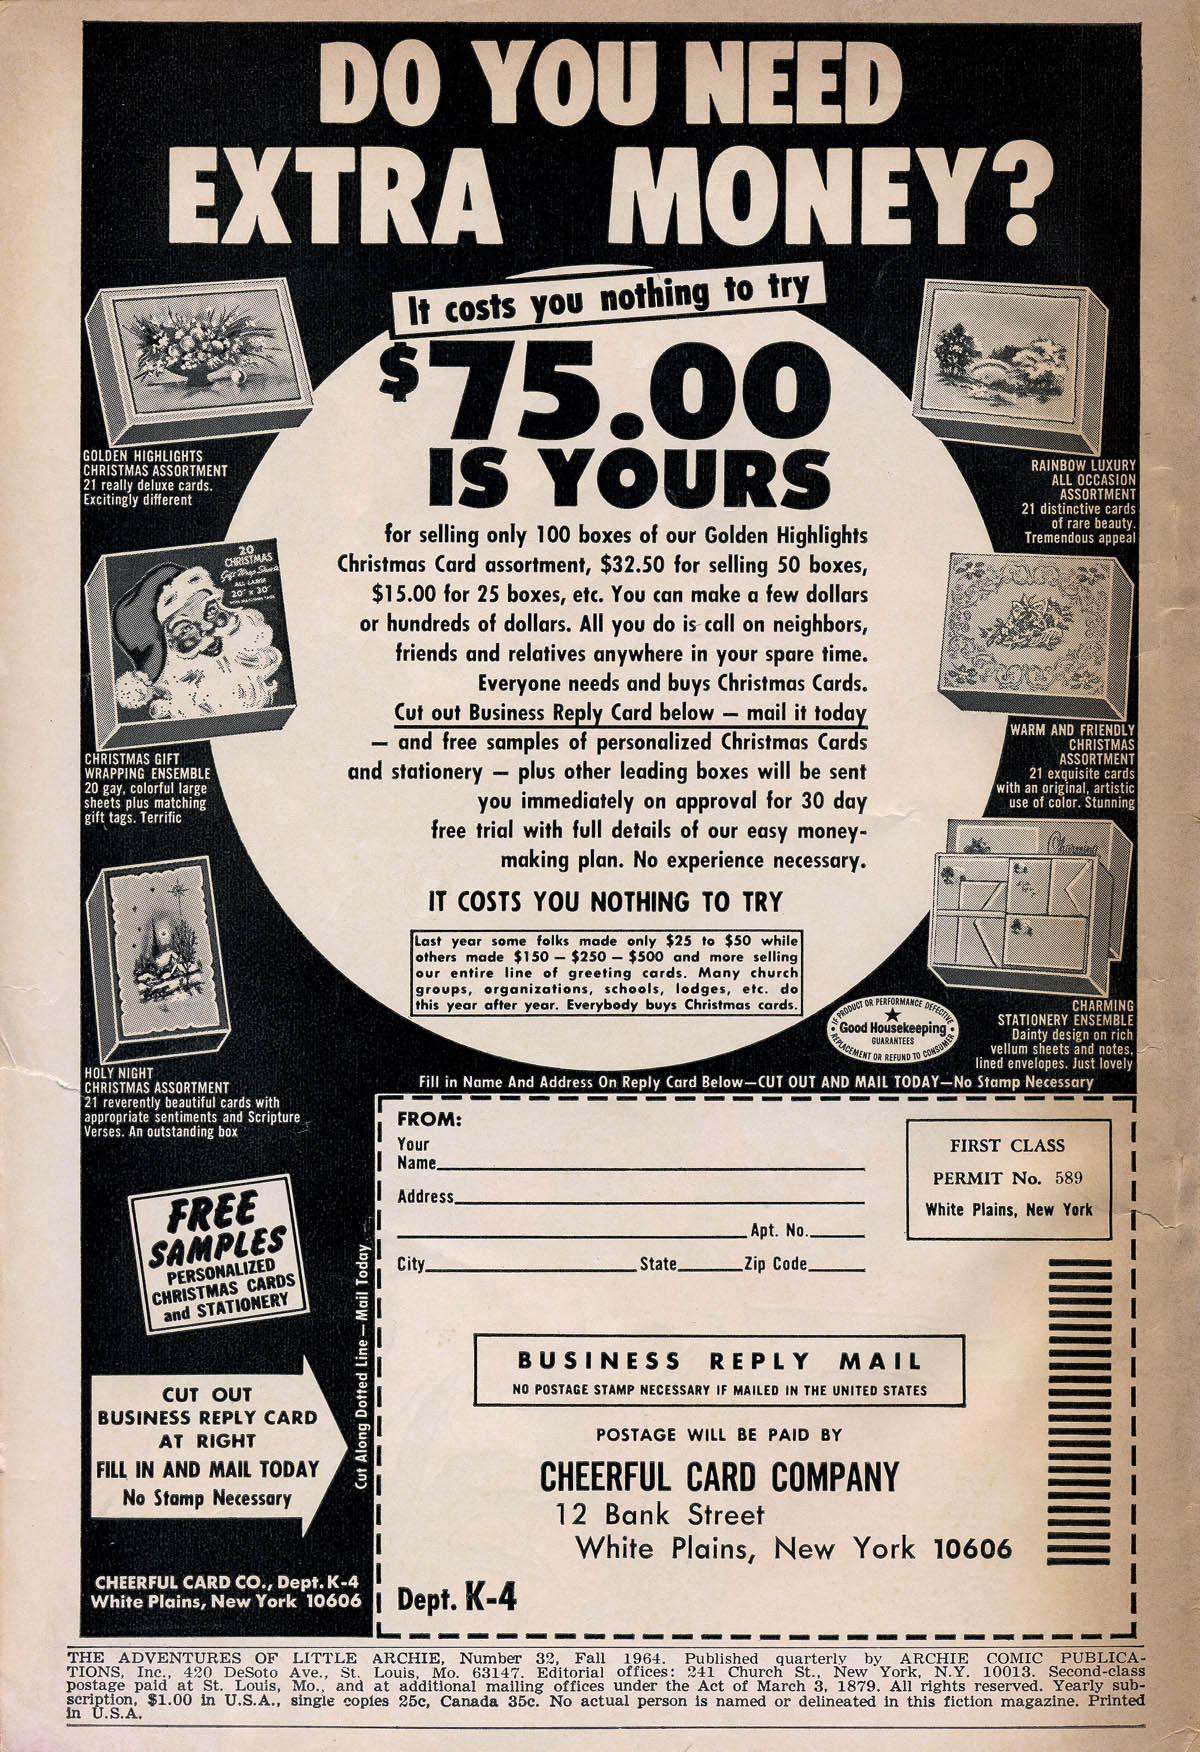 DO YOU NEED
EXTRA MONEY?
It costs you nothing to try
$75.00
IS YOURS
for selling only 100 boxes of our Golden Highlights
Christmas Card assortment, $32.50 for selling 50 boxes,
$15.00 for 25 boxes, etc. You can make a few dollars
or hundreds of dollars. All you do is call on neighbors,
friends and relatives anywhere in your spare time.
Everyone needs and buys Christmas Cards.
Cut out Business Reply Card below — mail it today
— and free samples of personalized Christmas Cards
and stationery — plus other leading boxes will be sent
you immediately on approval for 30 day
free trial with full details of our easy money-
making plan. No experience necessary.
IT COSTS YOU NOTHING TO TRY
Last year some folks made only $25 to $50 while
others made $150 — $250 — $500 and more selling
our entire line of greeting cards. Many church
groups, organizations, schools, lodges, etc. do
this year after year. Everybody buys Christmas cards.
GOLDEN HIGHLIGHTS
CHRISTMAS ASSORTMENT
21 really deluxe cards.
Excitingly different
20
CHRISTMAS
Gift Wrap Sheets
ALL LARGE
20" x 30"
CHRISTMAS GIFT
WRAPPING ENSEMBLE
20 gay, colorful large
sheets plus matching
gift tags. Terrific
HOLY NIGHT
CHRISTMAS ASSORTMENT
21 reverently beautiful cards with
appropriate sentiments and Scripture
Verses. An outstanding box
RAINBOW LUXURY
ALL OCCASION
ASSORTMENT
21 distinctive cards
of rare beauty.
Tremendous appeal
WARM AND FRIENDLY
CHRISTMAS
ASSORTMENT
21 exquisite cards
with an original, artistic
use of color. Stunning
Charming
CHARMING
STATIONERY ENSEMBLE
Dainty design on rich
vellum sheets and notes,
lined envelopes. Just lovely
IF PRODUCT OR PERFORMANCE DEFECTIVE
Good Housekeeping
GUARANTEES
REPLACEMENT OR REFUND TO CONSUMER
Fill in Name And Address On Reply Card Below—CUT OUT AND MAIL TODAY—No Stamp Necessary
FREE
SAMPLES
PERSONALIZED
CHRISTMAS CARDS
and STATIONERY
CUT OUT
BUSINESS REPLY CARD
AT RIGHT
FILL IN AND MAIL TODAY
No Stamp Necessary
CHEERFUL CARD CO., Dept. K-4
White Plains, New York 10606
Cut Along Dotted Line — Mail Today
FROM:
Your
Name
Address
Apt. No.
City State Zip Code
FIRST CLASS
PERMIT No. 589
White Plains, New York
BUSINESS REPLY MAIL
NO POSTAGE STAMP NECESSARY IF MAILED IN THE UNITED STATES
POSTAGE WILL BE PAID BY
CHEERFUL CARD COMPANY
12 Bank Street
White Plains, New York 10606
Dept. K-4
THE ADVENTURES OF LITTLE ARCHIE, Number 32, Fall 1964. Published quarterly by ARCHIE COMIC PUBLICA-
TIONS, Inc., 420 DeSoto Ave., St. Louis, Mo. 63147. Editorial offices: 241 Church St., New York, N.Y. 10013. Second-class
postage paid at St. Louis, Mo., and at additional mailing offices under the Act of March 3, 1879. All rights reserved. Yearly sub-
scription, $1.00 in U.S.A., single copies 25c, Canada 35c. No actual person is named or delineated in this fiction magazine. Printed
in U.S.A.